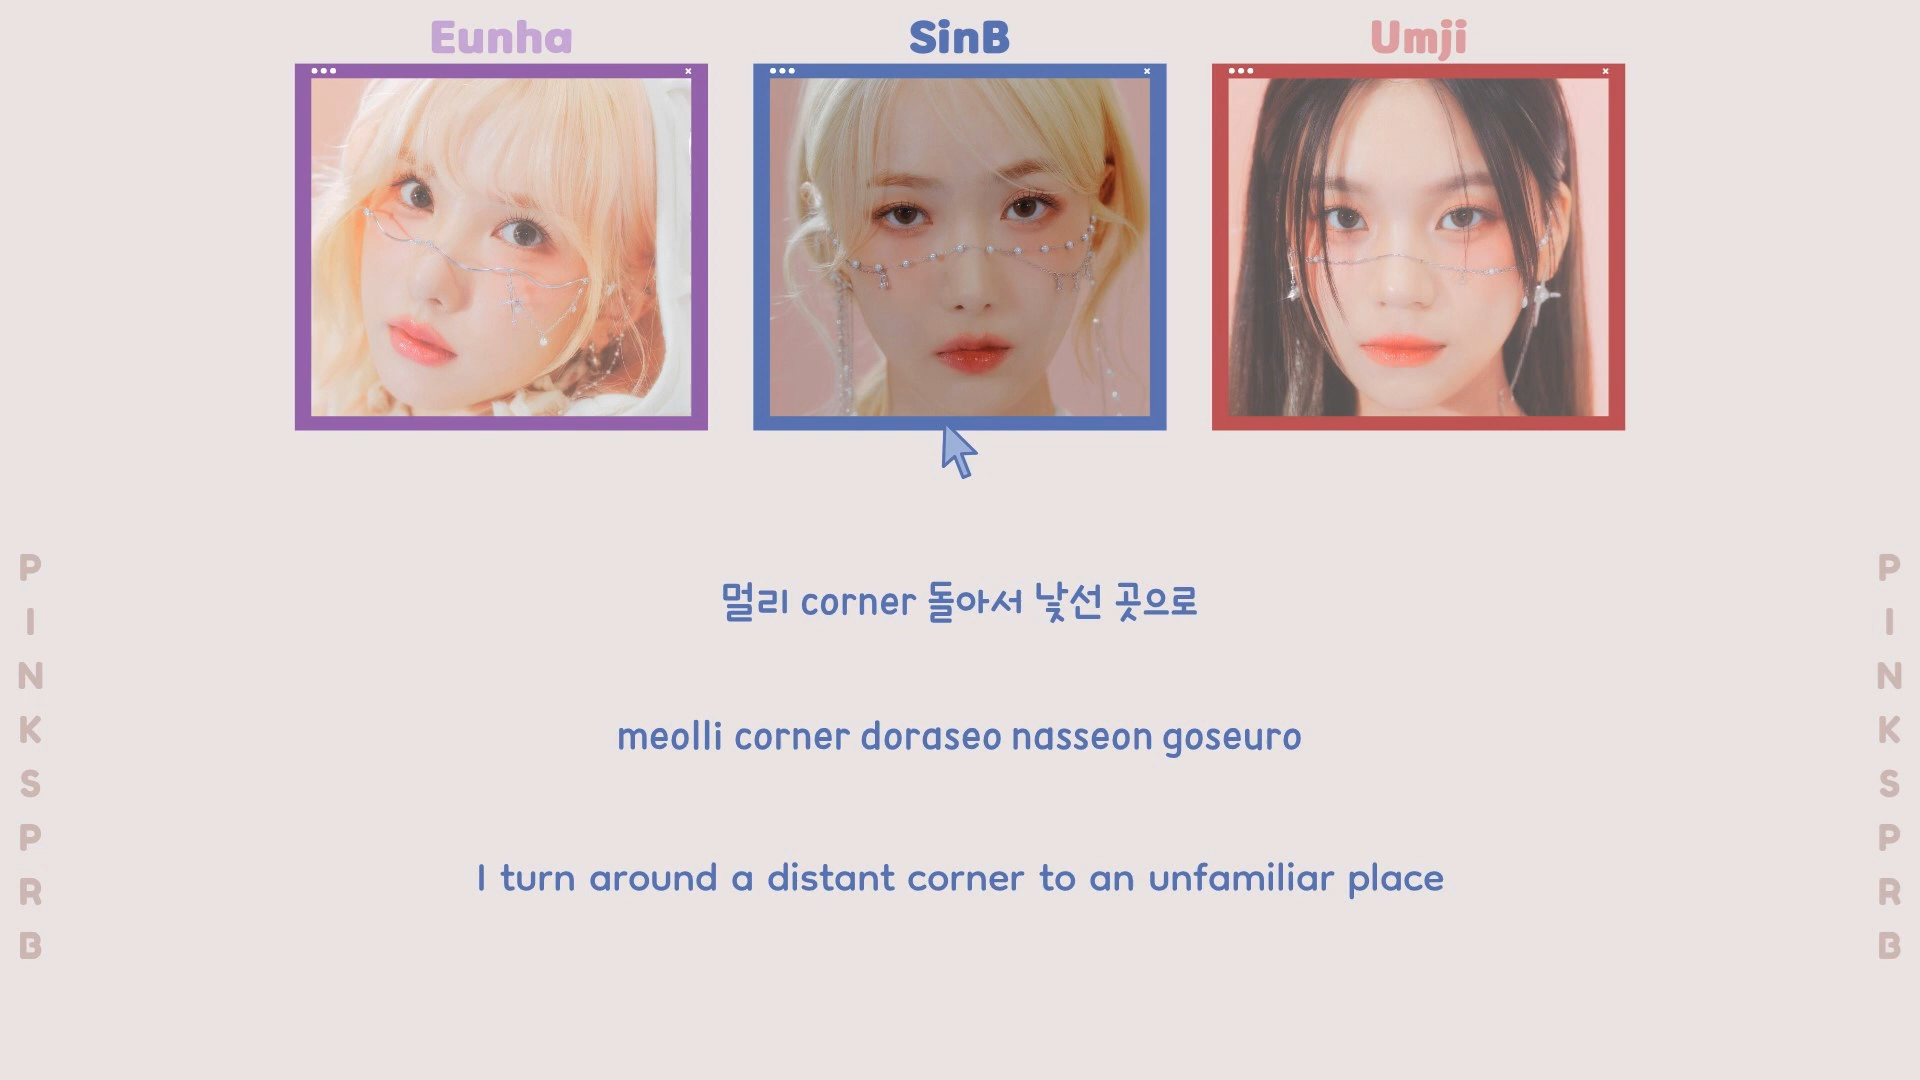 Eunha
SinB
Umji
멀리 corner 돌아서 낯선 곳으로
meolli corner doraseo nasseon goseuro
I turn around a distant corner to an unfamiliar place
PINKSPRB
PINKSPRB